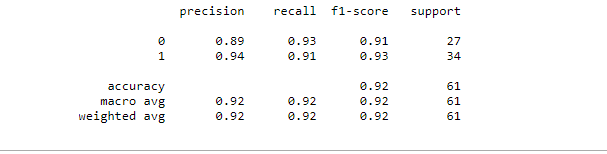 precision recall f1-score support
0 0.89 0.93 0.91 27
1 0.94 0.91 0.93 34
accuracy 0.92 61
macro avg 0.92 0.92 0.92 61
weighted avg 0.92 0.92 0.92 61